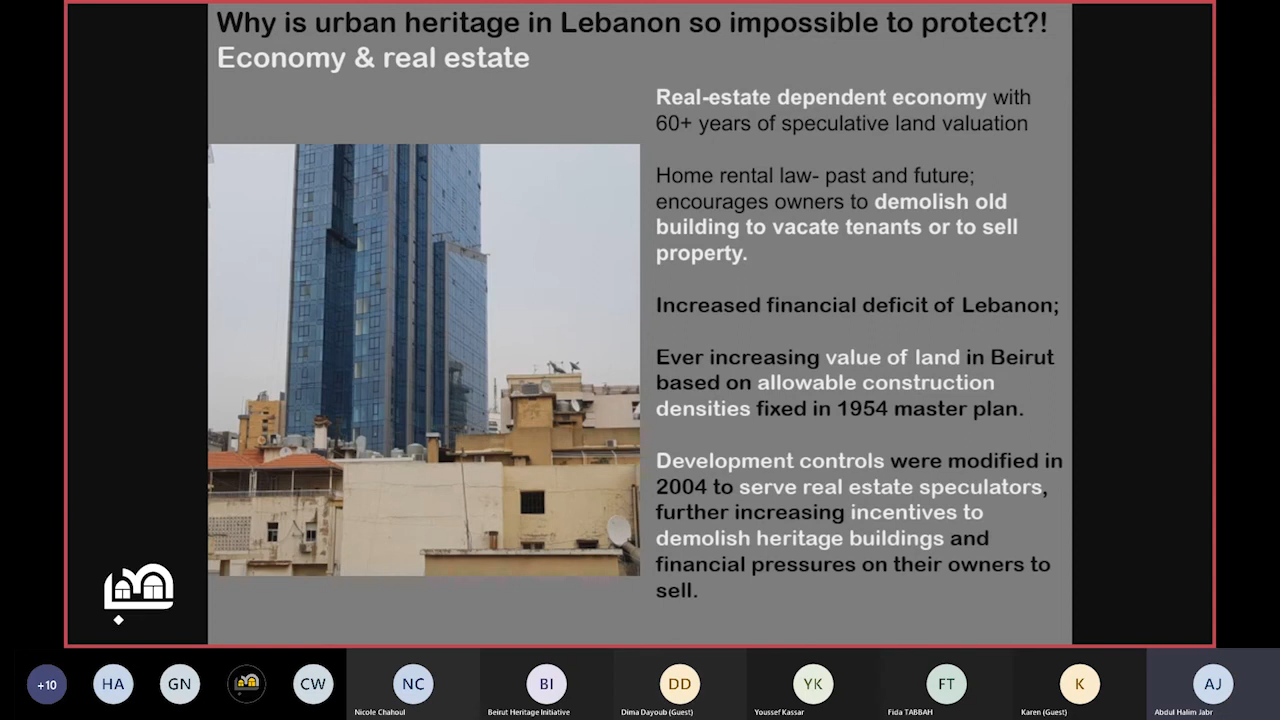 Why is urban heritage in Lebanon so impossible to protect?!
Economy & real estate
Real-estate dependent economy with
60+ years of speculative land valuation
Home rental law- past and future;
encourages owners to demolish old
building to vacate tenants or to sell
property.
Increased financial deficit of Lebanon;
Ever increasing value of land in Beirut
based on allowable construction
densities fixed in 1954 master plan.
Development controls were modified in
2004 to serve real estate speculators,
further increasing incentives to
demolish heritage buildings and
financial pressures on their owners to
sell.
+10
HA
GN
CW
NC
BI
DD
YK
FT
K
AJ
Nicole Chahoul
Beirut Heritage Initiative
Dima Dayoub (Guest)
Youssef Kassar
Fida TABBAH
Karen (Guest)
Abdul Halim Jabr